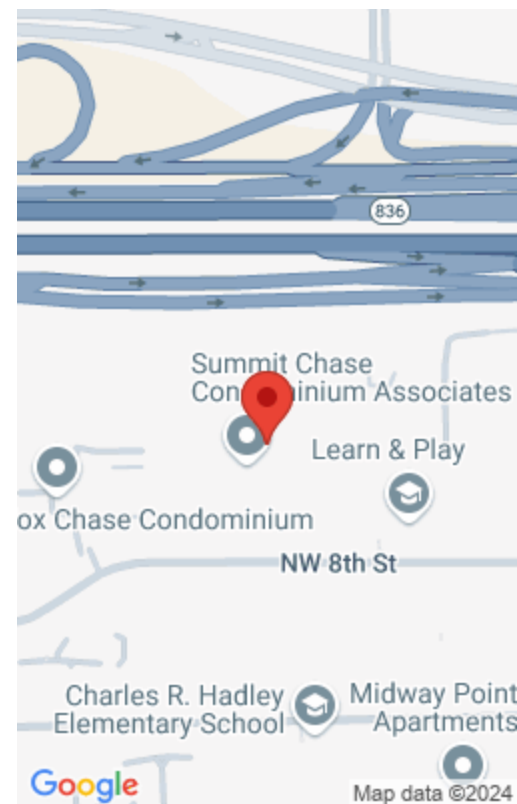 836
Summit Chase
Condominium Associates
Learn & Play
ox Chase Condominium
NW 8th St
Charles R. Hadley
Elementary School
Midway Point
Apartments
Google
Map data ©2024